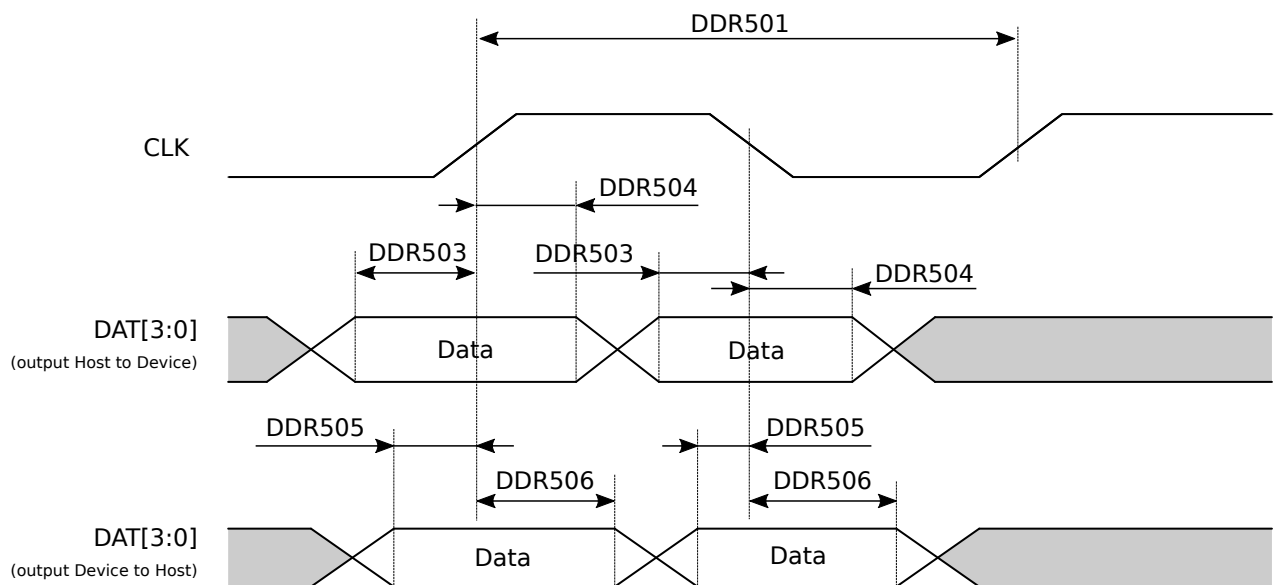 DDR501
CLK
DDR504
DDR503
DDR503
DDR504
DAT[3:0]
(output Host to Device)
Data
Data
DDR505
DDR505
DDR506
DDR506
DAT[3:0]
(output Device to Host)
Data
Data